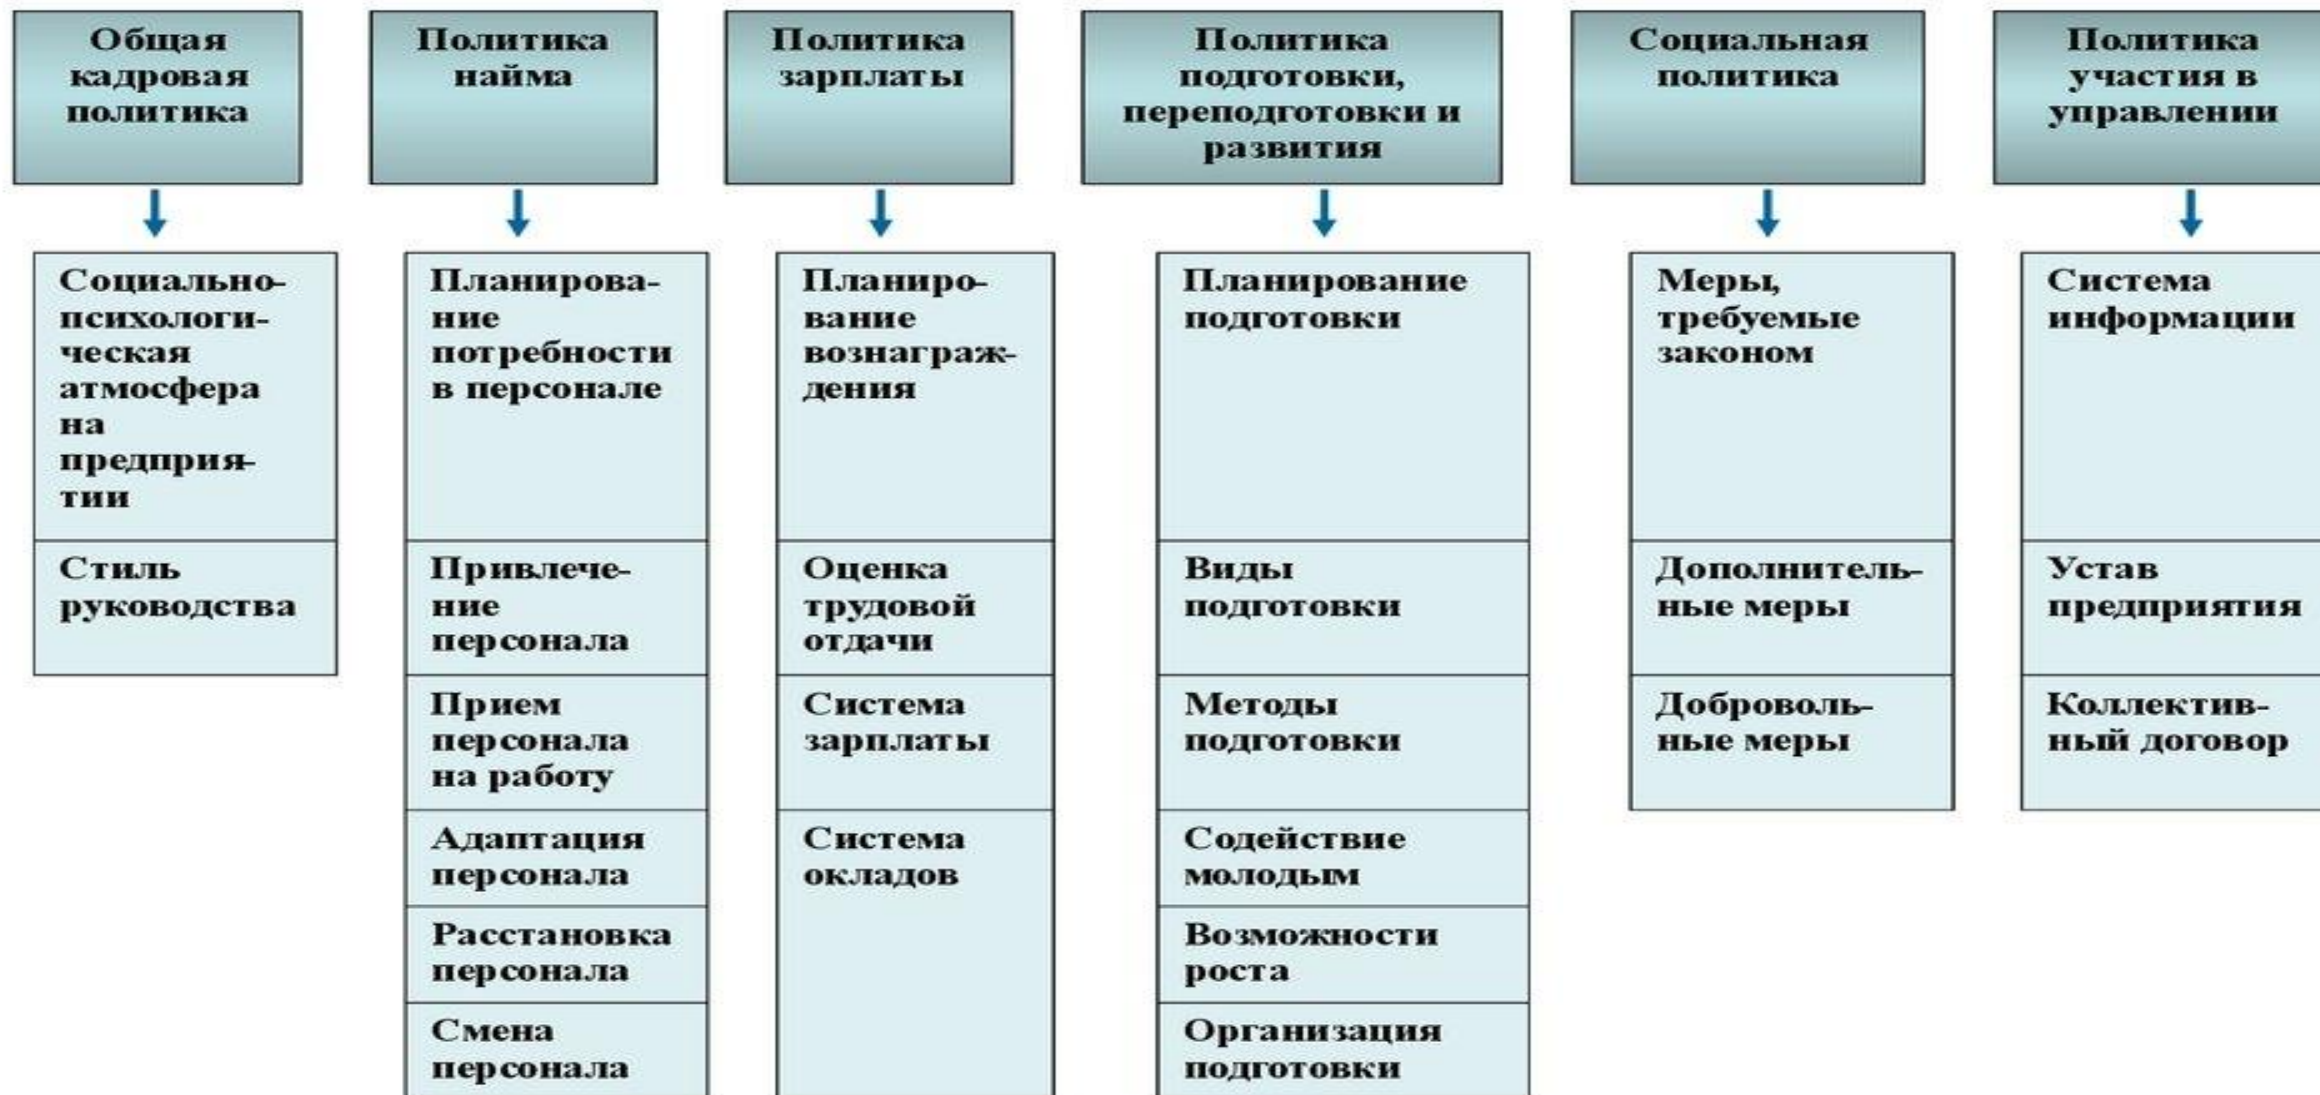 Общая
кадровая
политика
Политика
найма
Политика
зарплаты
Политика
подготовки,
переподготовки и
развития
Социальная
политика
Политика
участия в
управлении
Социально-
психологи-
ческая
атмосфера
на
предприя-
тии
Стиль
руководства
Планирова-
ние
потребности
в персонале
Привлече-
ние
персонала
Прием
персонала
на работу
Адаптация
персонала
Расстановка
персонала
Смена
персонала
Планиро-
вание
вознаграж-
дения
Оценка
трудовой
отдачи
Система
зарплаты
Система
окладов
Планирование
подготовки
Виды
подготовки
Методы
подготовки
Содействие
молодым
Возможности
роста
Организация
подготовки
Меры,
требуемые
законом
Дополнитель-
ные меры
Доброволь-
ные меры
Система
информации
Устав
предприятия
Коллектив-
ный договор